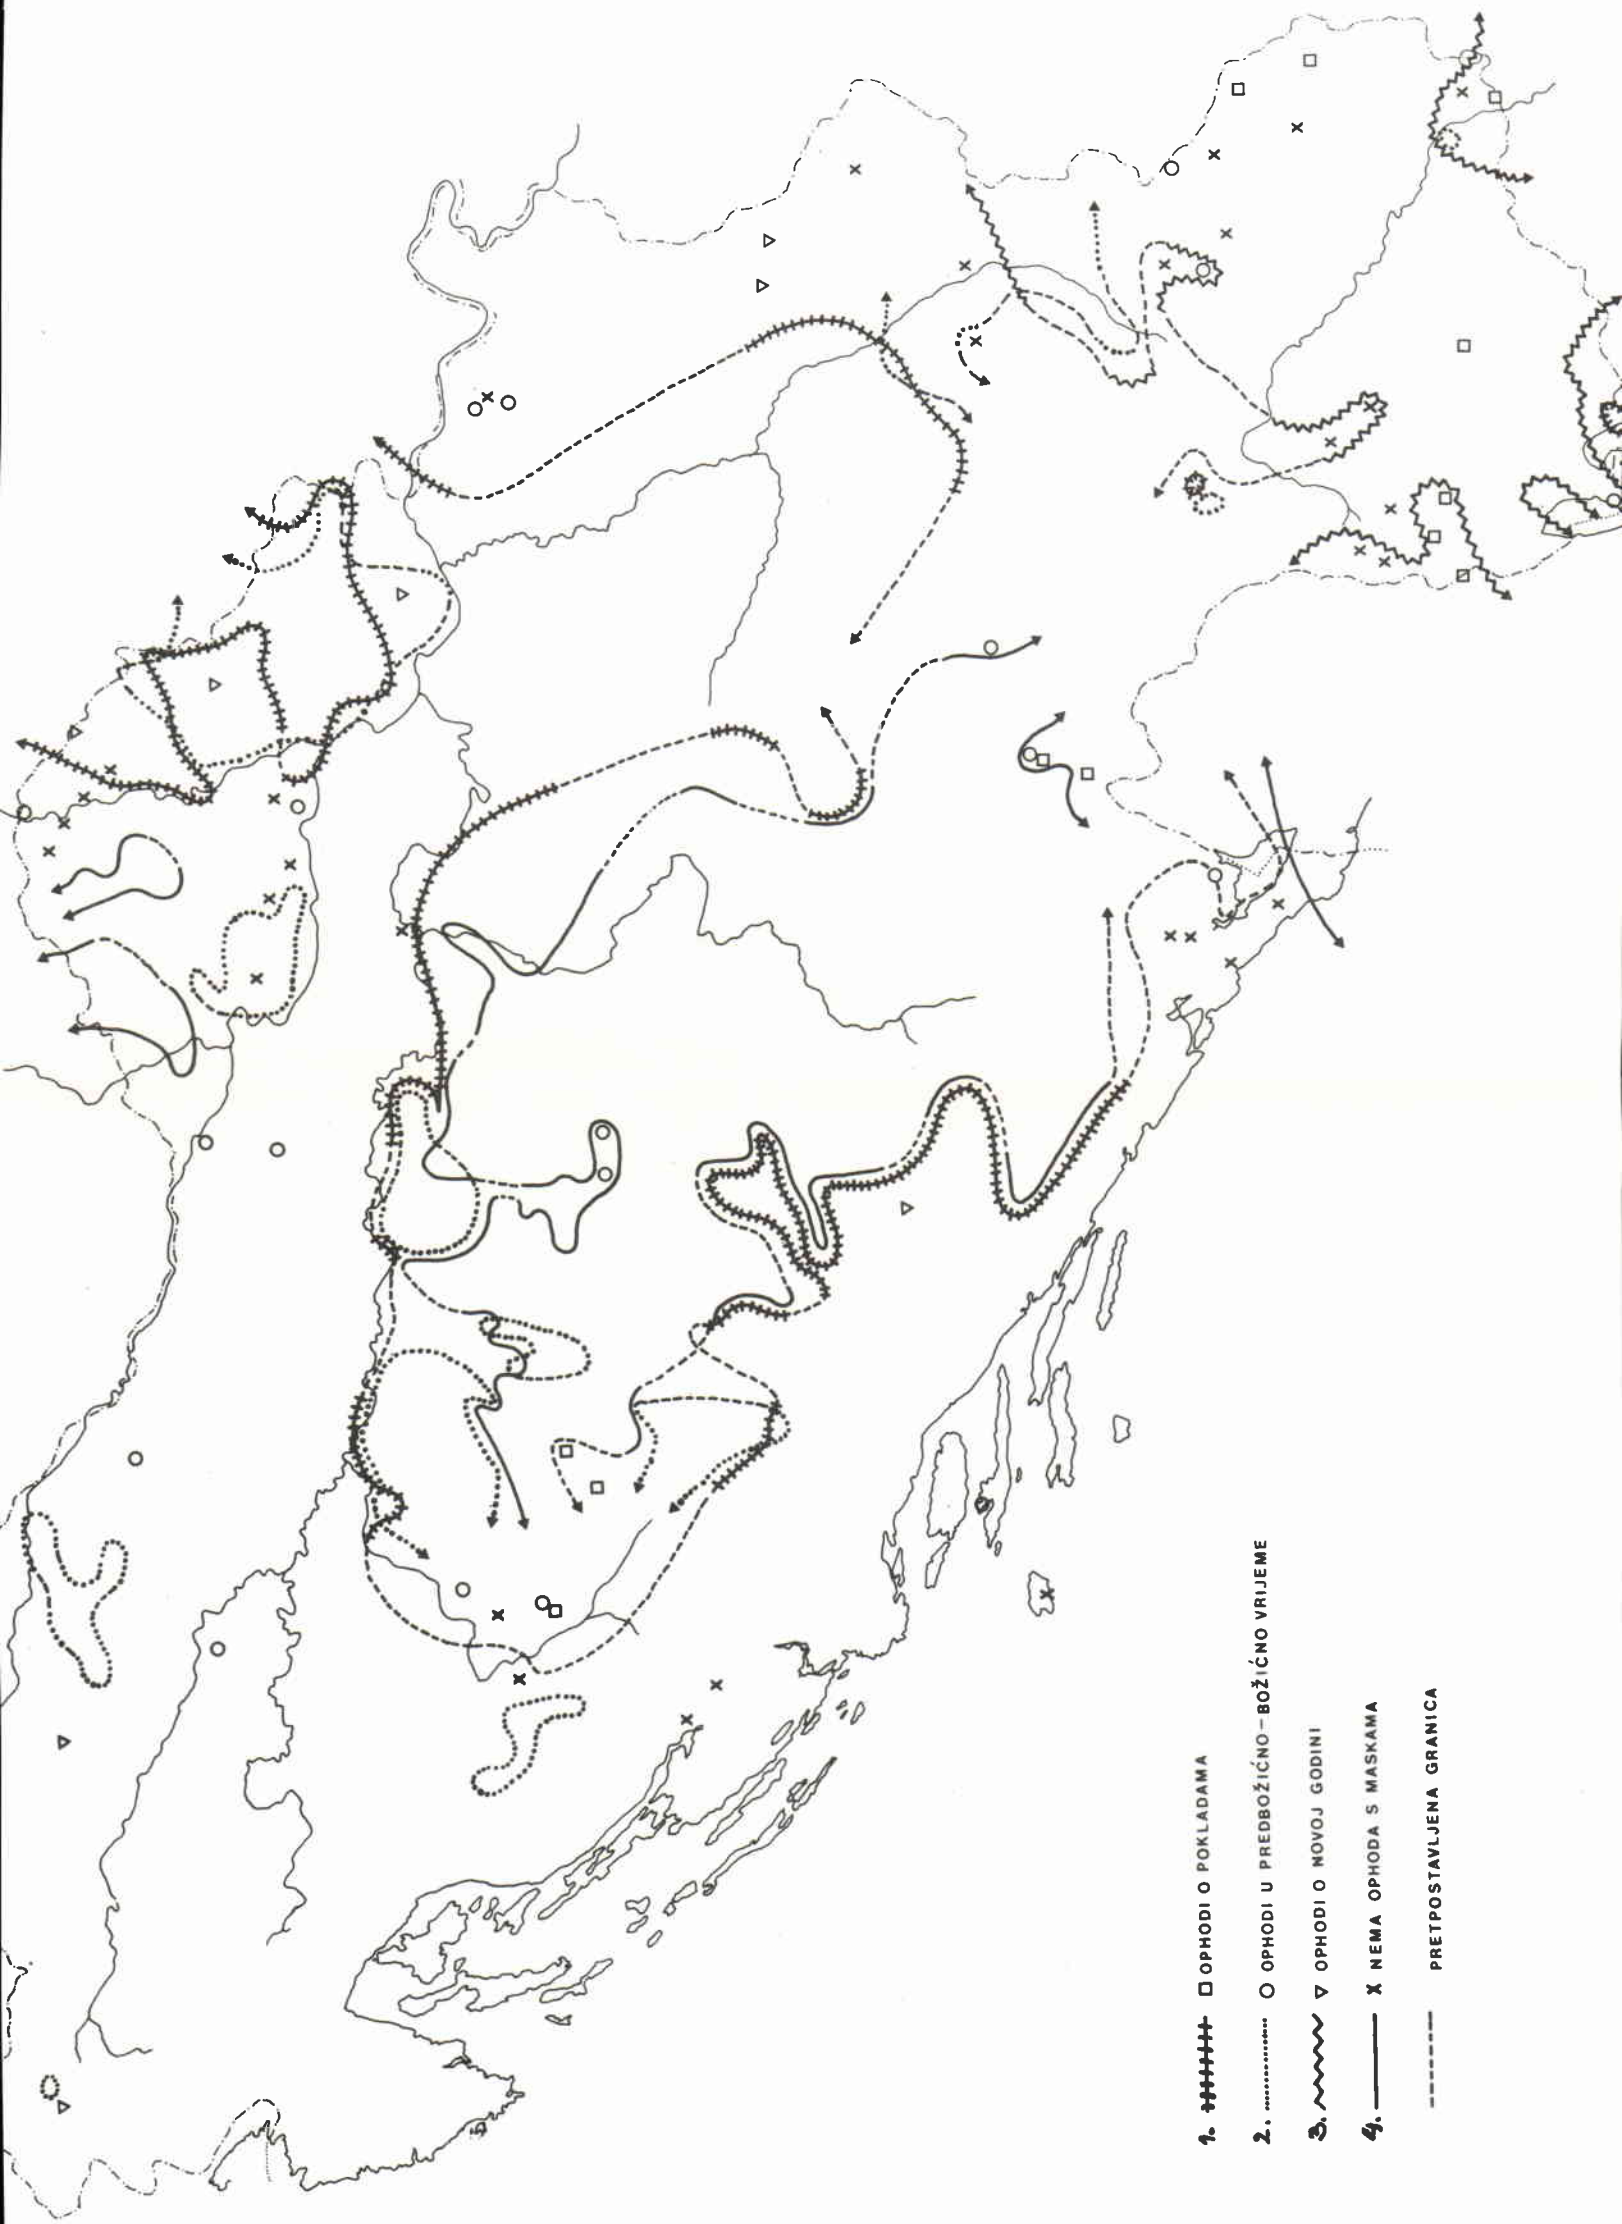 1. □ OPHODI O POKLADAMA
2. ○ OPHODI U PREDBOŽIĆNO–BOŽIĆNO VRIJEME
3. ▽ OPHODI O NOVOJ GODINI
4. X NEMA OPHODA S MASKAMA
PRETPOSTAVLJENA GRANICA